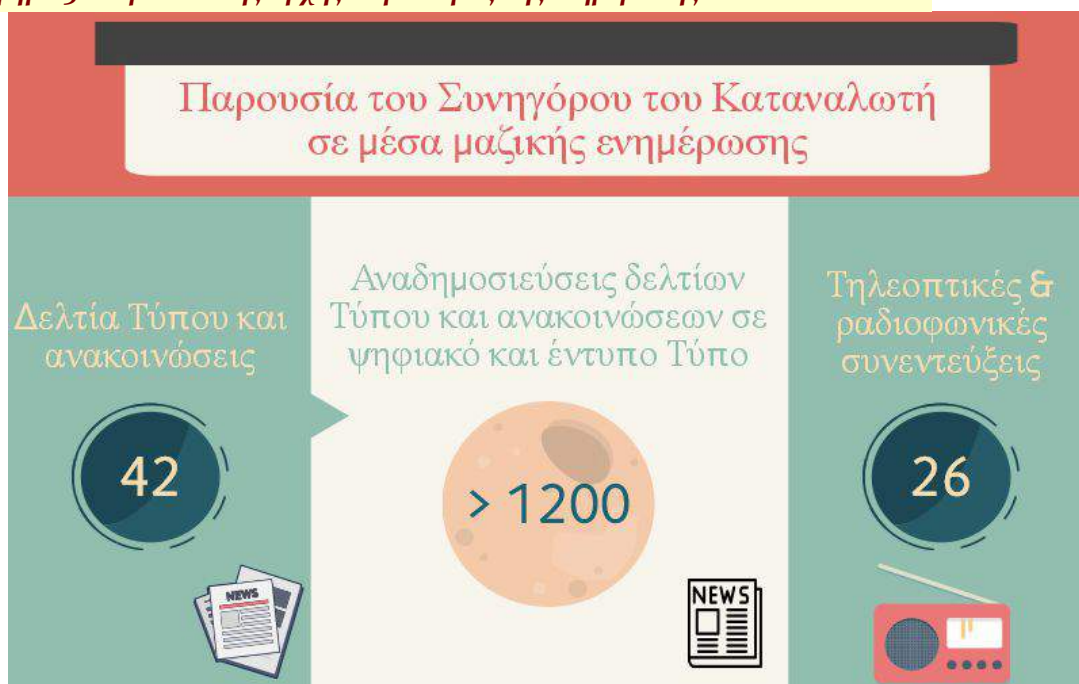 Παρουσία του Συνηγόρου του Καταναλωτή
σε μέσα μαζικής ενημέρωσης
Δελτία Τύπου και
ανακοινώσεις
42
NEWS
Αναδημοσιεύσεις δελτίων
Τύπου και ανακοινώσεων σε
ψηφιακό και έντυπο Τύπο
> 1200
NEWS
Τηλεοπτικές &
ραδιοφωνικές
συνεντεύξεις
26